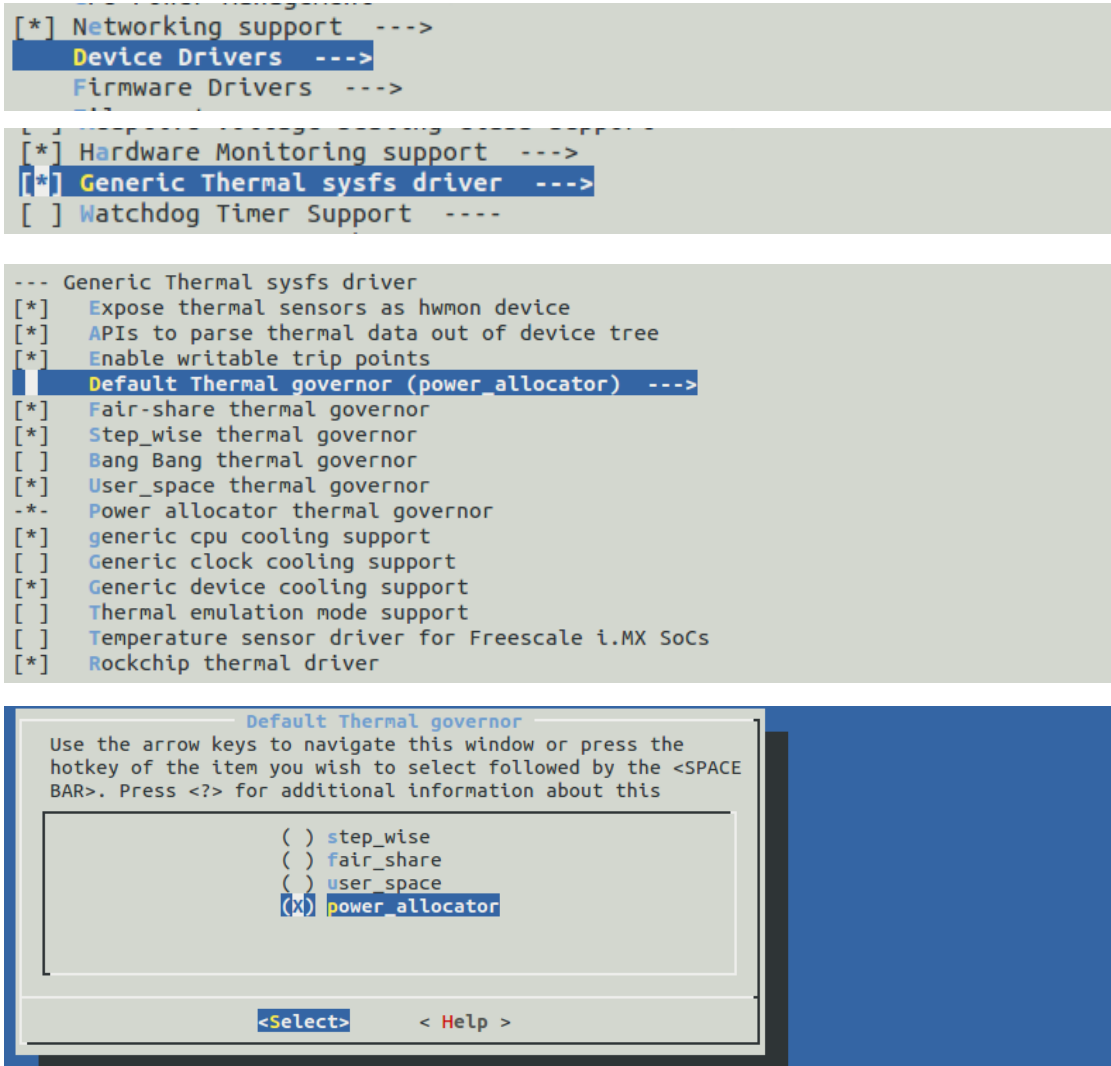 [*] Networking support  --->
    Device Drivers  --->
    Firmware Drivers  --->
[*] Hardware Monitoring support  --->
[*] Generic Thermal sysfs driver  --->
[ ] Watchdog Timer Support  ----
--- Generic Thermal sysfs driver
[*]   Expose thermal sensors as hwmon device
[*]   APIs to parse thermal data out of device tree
[*]   Enable writable trip points
      Default Thermal governor (power_allocator)  --->
[*]   Fair-share thermal governor
[*]   Step_wise thermal governor
[ ]   Bang Bang thermal governor
[*]   User_space thermal governor
-*-   Power allocator thermal governor
[*]   generic cpu cooling support
[ ]   Generic clock cooling support
[*]   Generic device cooling support
[ ]   Thermal emulation mode support
[ ]   Temperature sensor driver for Freescale i.MX SoCs
[*]   Rockchip thermal driver
Default Thermal governor
Use the arrow keys to navigate this window or press the
hotkey of the item you wish to select followed by the <SPACE
BAR>. Press <?> for additional information about this
( ) step_wise
( ) fair_share
( ) user_space
(X) power_allocator
<Select>      < Help >